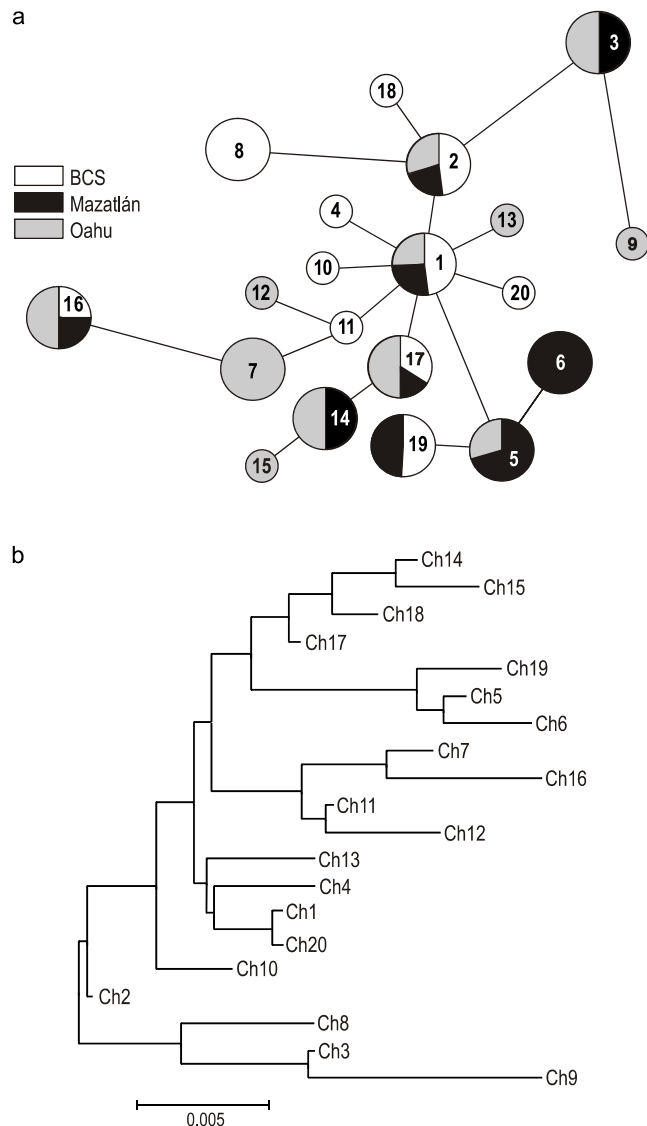 a
3
18
8
2
BCS
Mazatlán
Oahu
4
13
9
1
10
12
20
16
11
7
17
6
14
19
5
15
b
Ch14
Ch15
Ch18
Ch17
Ch19
Ch5
Ch6
Ch7
Ch16
Ch11
Ch12
Ch13
Ch4
Ch1
Ch20
Ch10
Ch2
Ch8
Ch3
Ch9
0.005